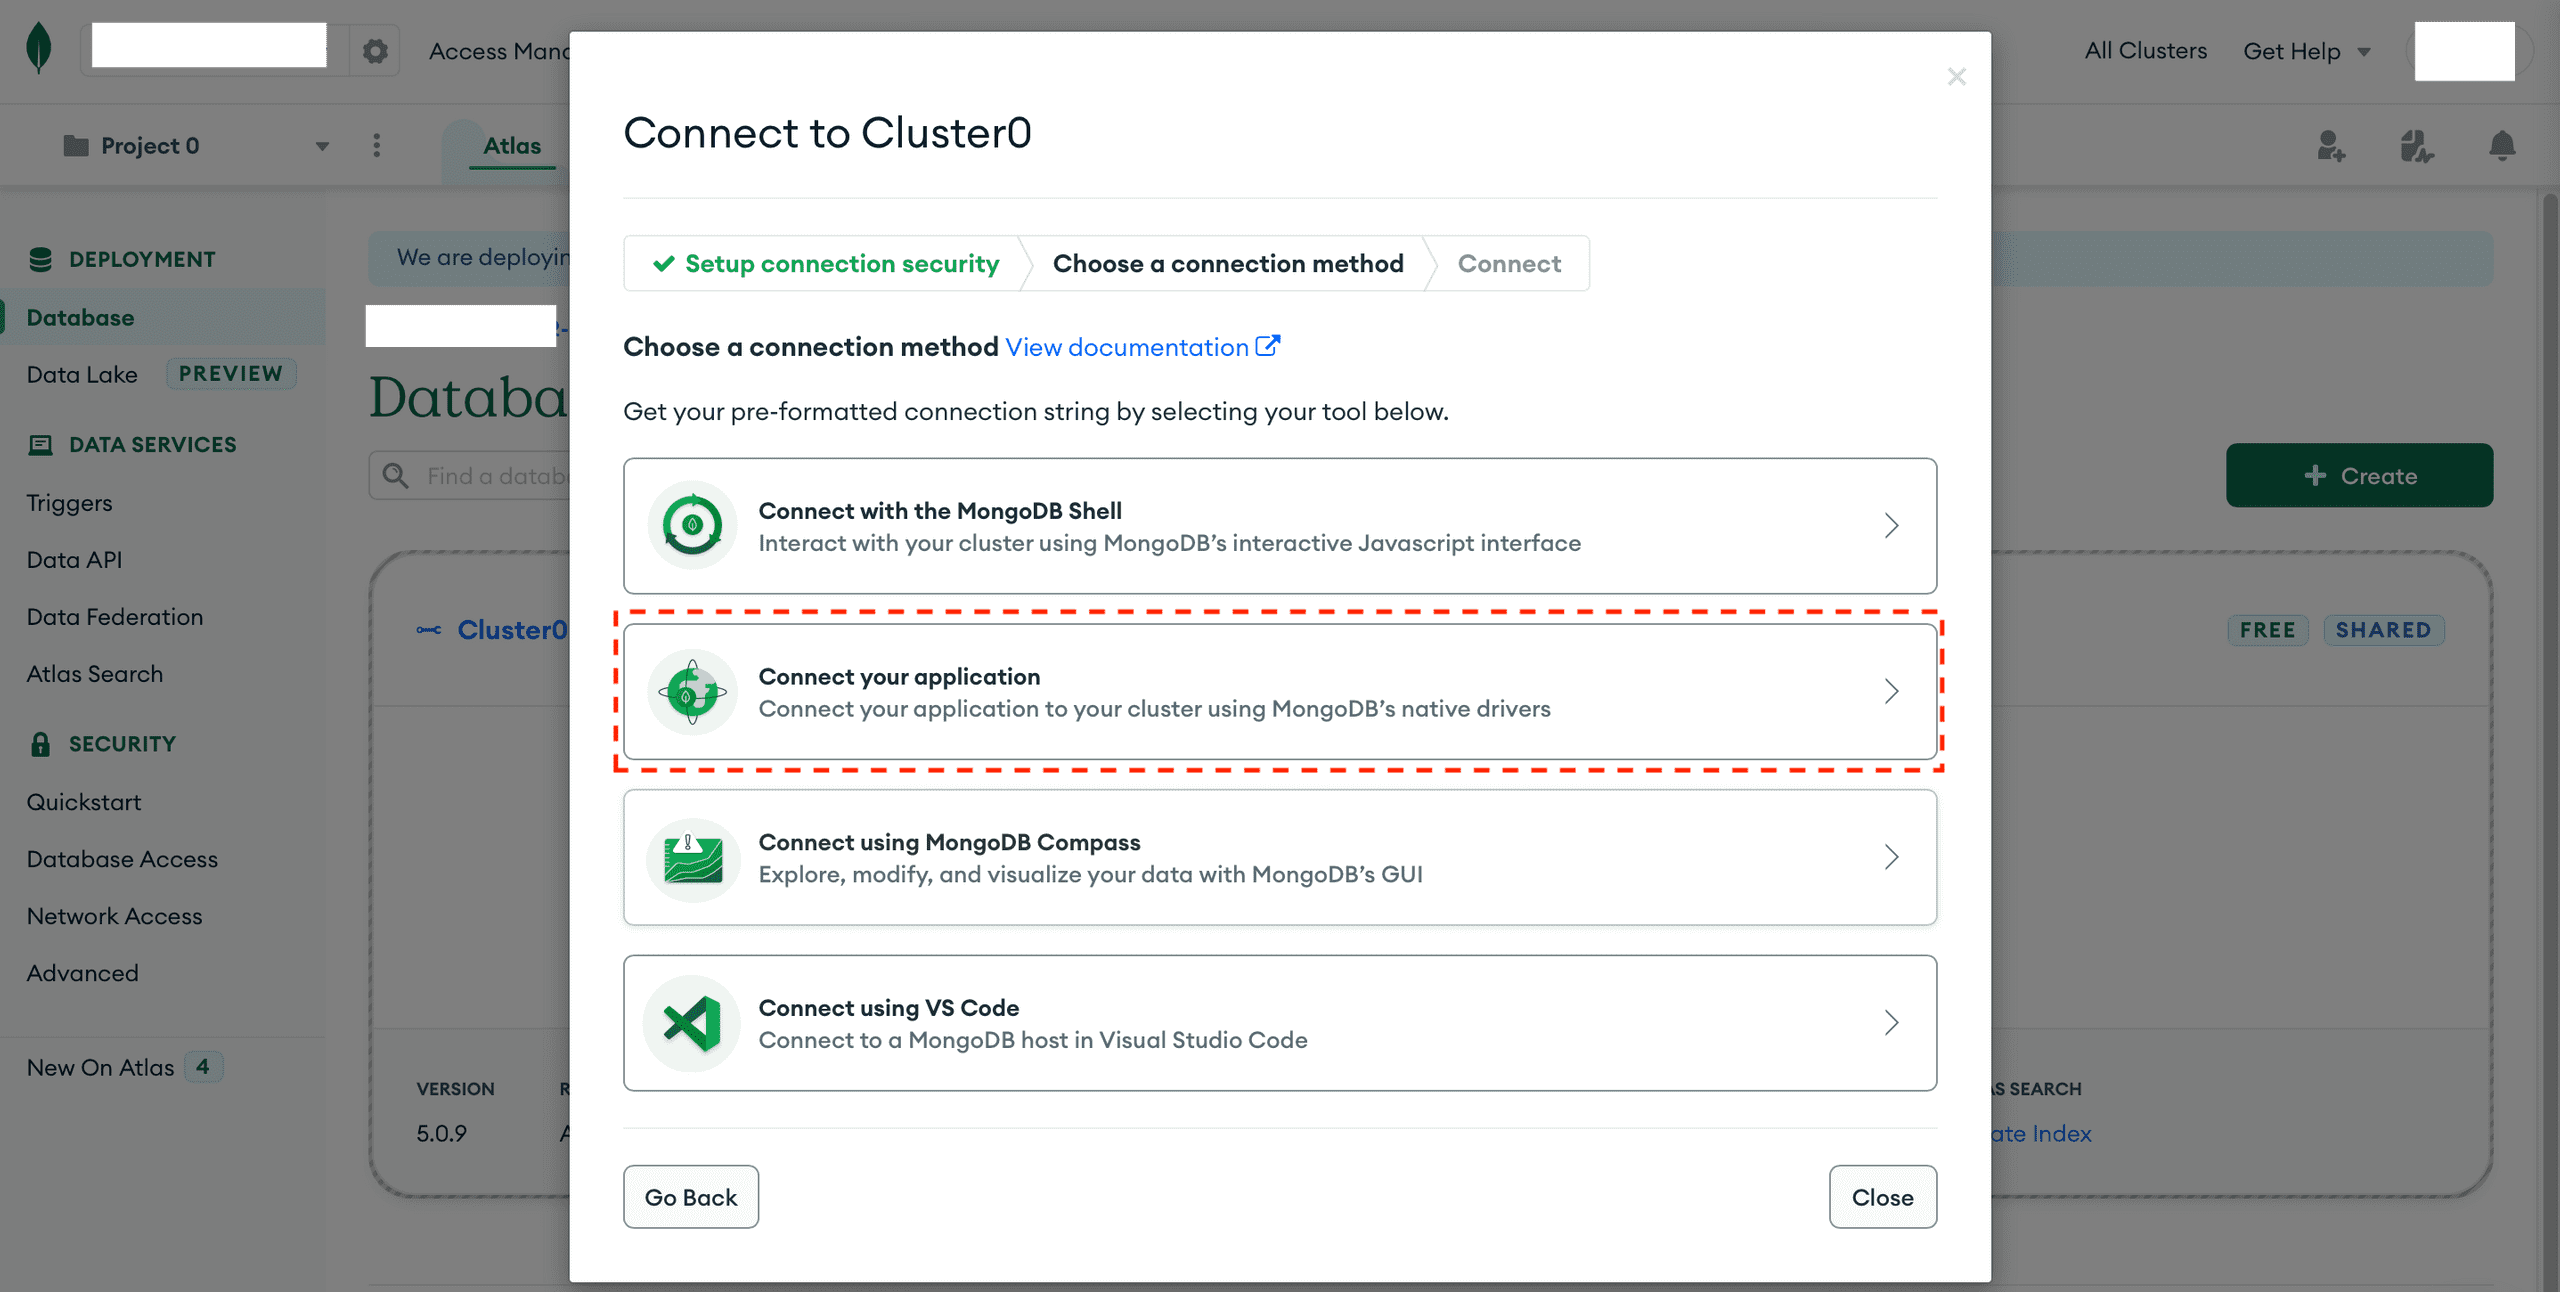 Access Mana
All Clusters
Get Help
Project 0
Atlas
DEPLOYMENT
Database
Data Lake PREVIEW
DATA SERVICES
Triggers
Data API
Data Federation
Atlas Search
SECURITY
Quickstart
Database Access
Network Access
Advanced
New On Atlas 4
We are deployin
Databa
Find a databa
+ Create
Cluster0
FREE SHARED
VERSION
5.0.9
AS SEARCH
ate Index
Connect to Cluster0
Setup connection security
Choose a connection method
Connect
Choose a connection method View documentation
Get your pre-formatted connection string by selecting your tool below.
Connect with the MongoDB Shell
Interact with your cluster using MongoDB’s interactive Javascript interface
Connect your application
Connect your application to your cluster using MongoDB’s native drivers
Connect using MongoDB Compass
Explore, modify, and visualize your data with MongoDB’s GUI
Connect using VS Code
Connect to a MongoDB host in Visual Studio Code
Go Back
Close